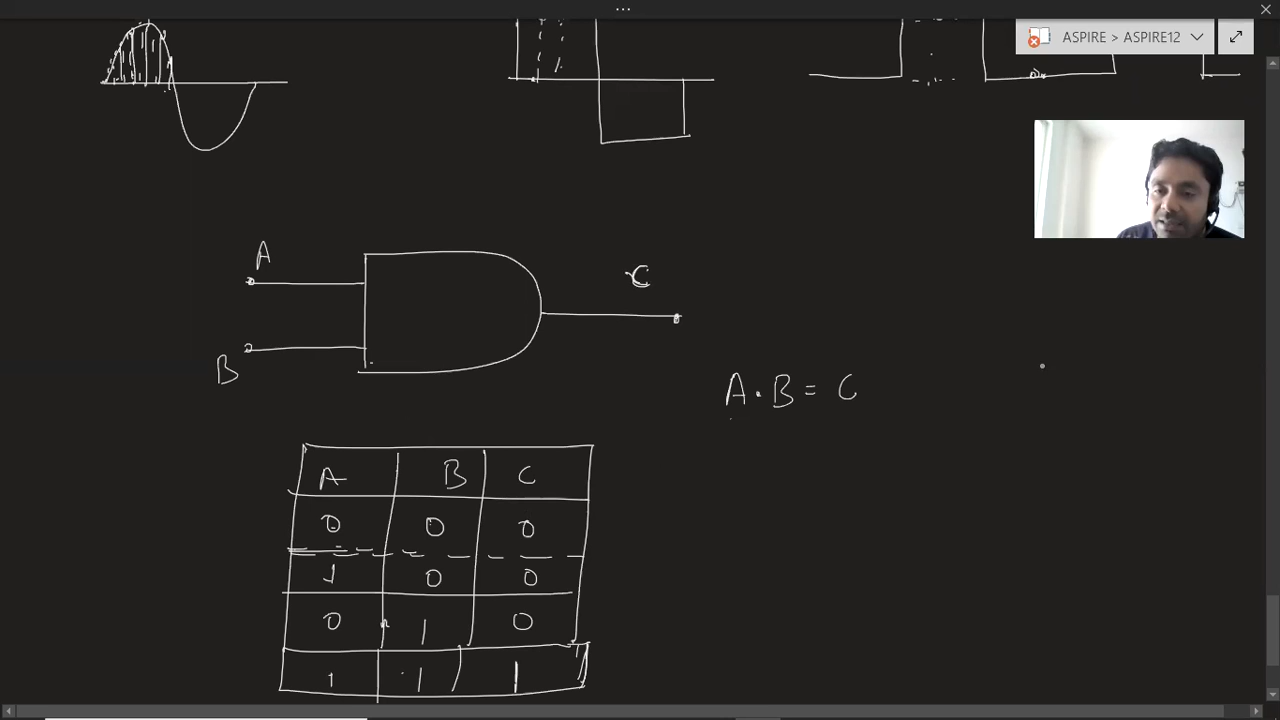 ASPIRE > ASPIRE12
A
C
B
A·B = C
A B C
0 0 0
1 0 0
0 1 0
1 1 1